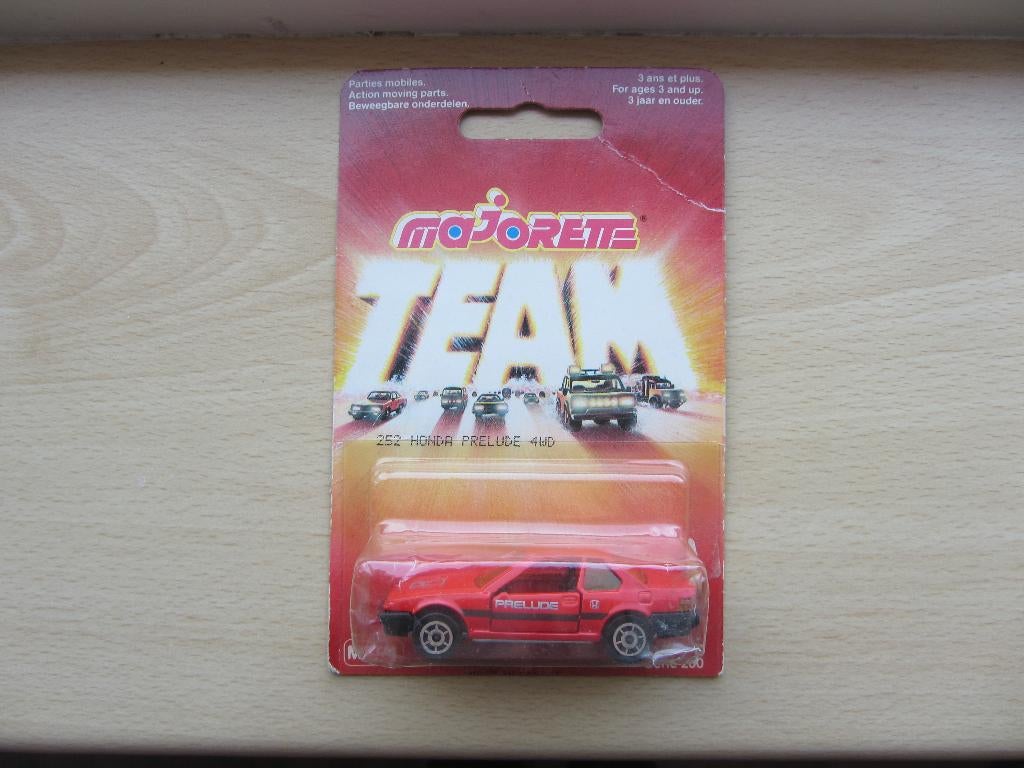 Parties mobiles.
Action moving parts.
Beweegbare onderdelen.
3 ans et plus.
For ages 3 and up.
3 jaar en ouder.
majorette®
TEAM
252 HONDA PRELUDE 4WD
PRELUDE